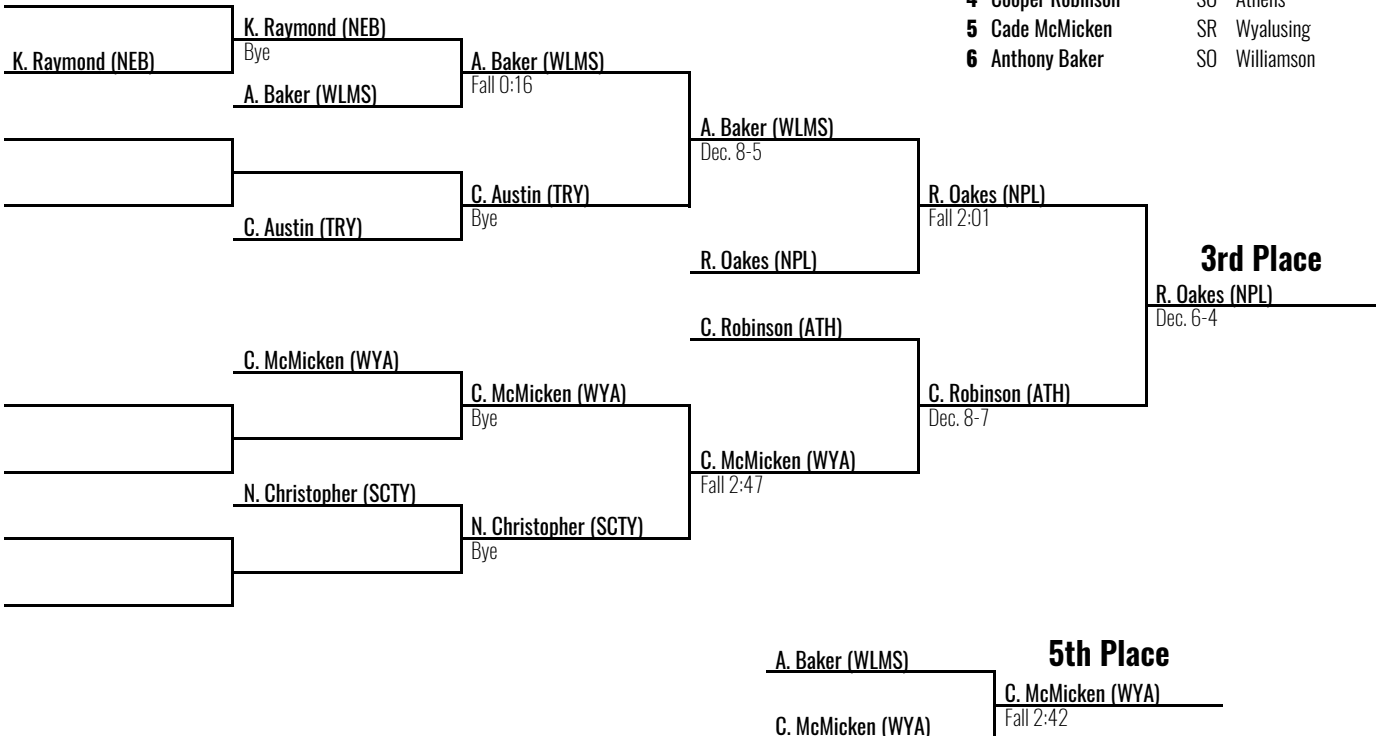 4 Cooper Robinson SO Athens
K. Raymond (NEB)
5 Cade McMicken SR Wyalusing
Bye
K. Raymond (NEB)
A. Baker (WLMS)
6 Anthony Baker SO Williamson
Fall 0:16
A. Baker (WLMS)
A. Baker (WLMS)
Dec. 8-5
C. Austin (TRY)
R. Oakes (NPL)
Bye
Fall 2:01
C. Austin (TRY)
R. Oakes (NPL)
3rd Place
R. Oakes (NPL)
Dec. 6-4
C. Robinson (ATH)
C. McMicken (WYA)
C. McMicken (WYA)
C. Robinson (ATH)
Bye
Dec. 8-7
C. McMicken (WYA)
Fall 2:47
N. Christopher (SCTY)
N. Christopher (SCTY)
Bye
5th Place
A. Baker (WLMS)
C. McMicken (WYA)
Fall 2:42
C. McMicken (WYA)